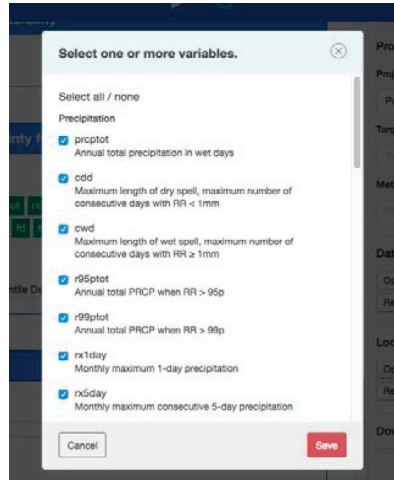 Select one or more variables.
Select all / none
Precipitation
prcptot
Annual total precipitation in wet days
cdd
Maximum length of dry spell, maximum number of
consecutive days with RR < 1mm
cwd
Maximum length of wet spell, maximum number of
consecutive days with RR ≥ 1mm
r95ptot
Annual total PRCP when RR > 95p
r99ptot
Annual total PRCP when RR > 99p
rx1day
Monthly maximum 1-day precipitation
rx5day
Monthly maximum consecutive 5-day precipitation
Cancel
Save